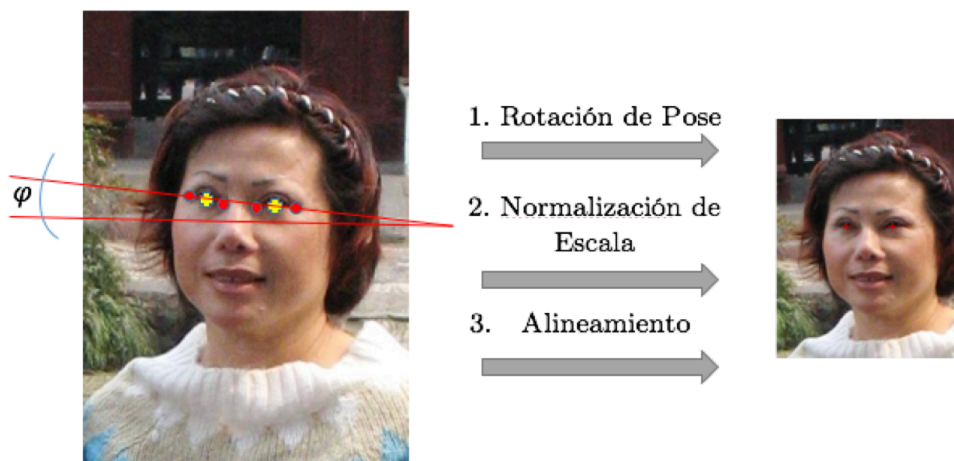 1. Rotación de Pose
φ
2. Normalización de
Escala
3. Alineamiento